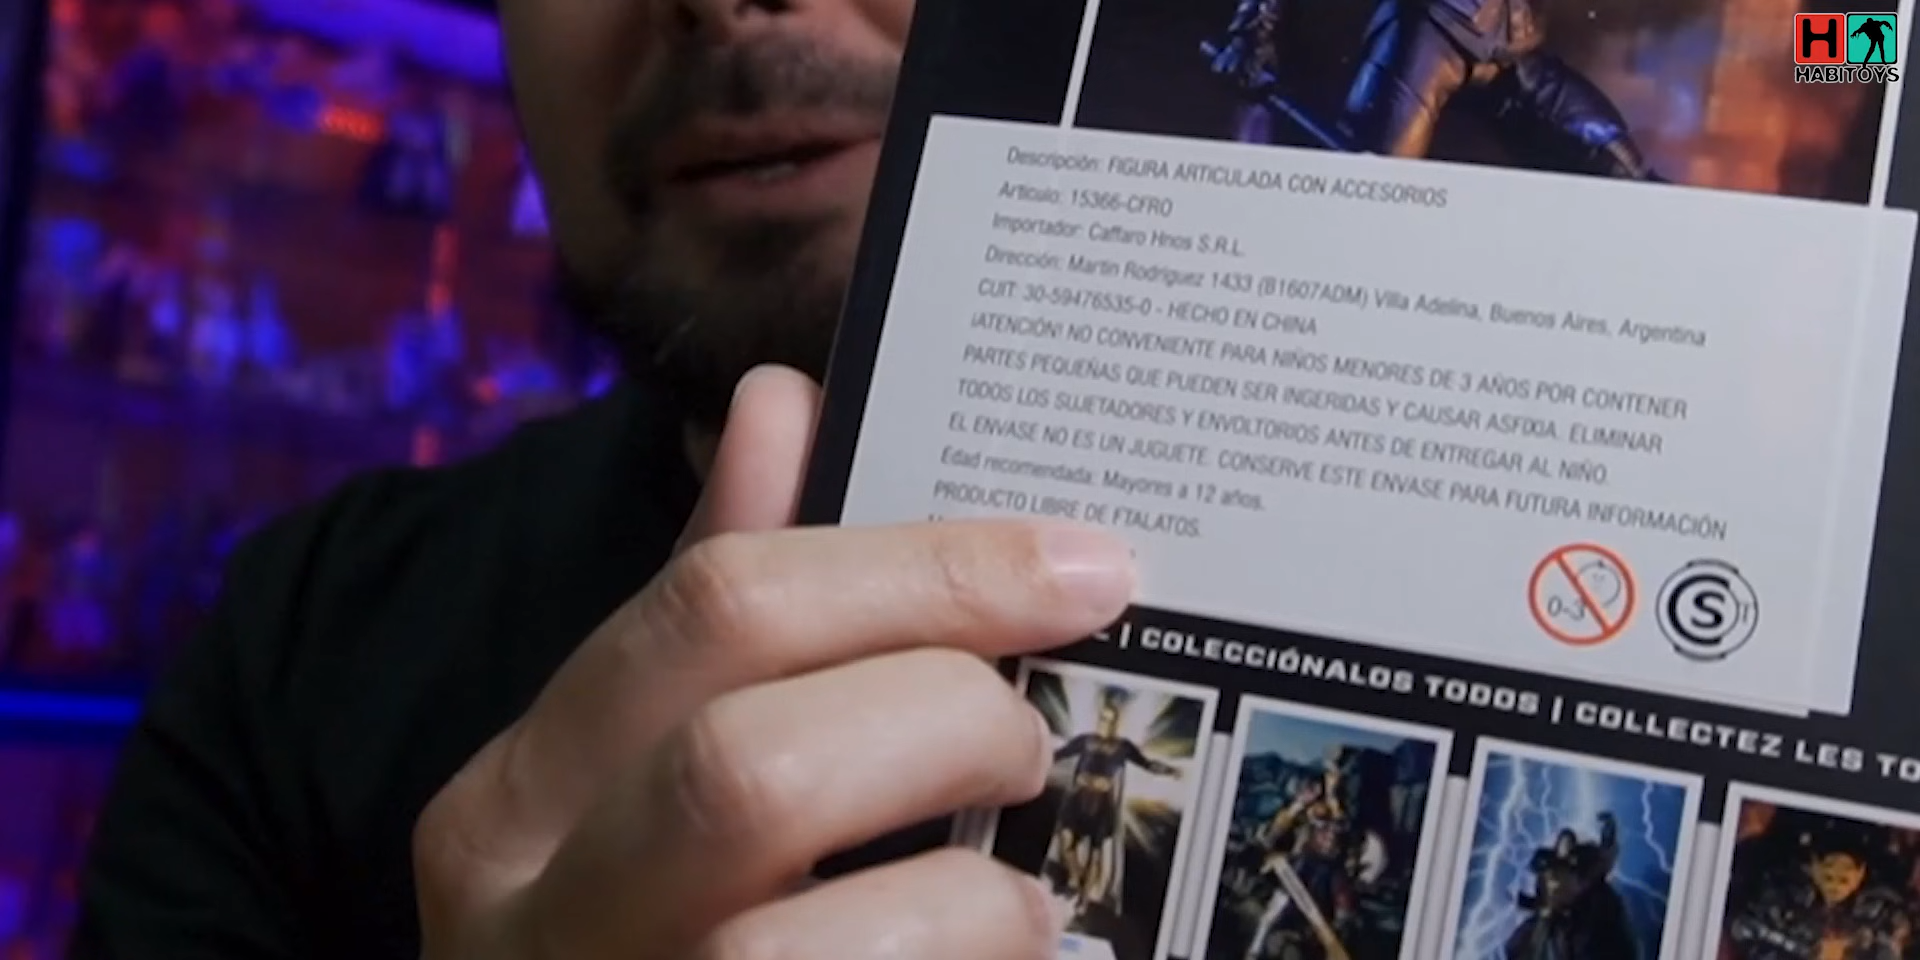 H
HABITOYS
Descripción: FIGURA ARTICULADA CON ACCESORIOS
Artículo: 15366-CFRO
Importador: Caffaro Hnos S.R.L.
Dirección: Martin Rodriguez 1433 (B1607ADM) Villa Adelina, Buenos Aires, Argentina
CUIT: 30-59476535-0 - HECHO EN CHINA
¡ATENCIÓN! NO CONVENIENTE PARA NIÑOS MENORES DE 3 AÑOS POR CONTENER
PARTES PEQUEÑAS QUE PUEDEN SER INGERIDAS Y CAUSAR ASFIXIA. ELIMINAR
TODOS LOS SUJETADORES Y ENVOLTORIOS ANTES DE ENTREGAR AL NIÑO.
EL ENVASE NO ES UN JUGUETE. CONSERVE ESTE ENVASE PARA FUTURA INFORMACIÓN
Edad recomendada: Mayores a 12 años.
PRODUCTO LIBRE DE FTALATOS.
0-3
S
| COLECCIÓNALOS TODOS | COLLECTEZ LES TO